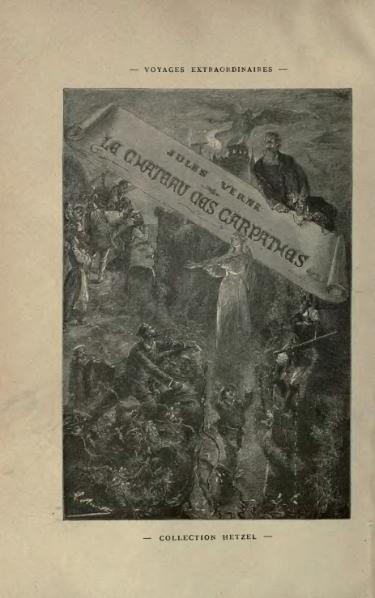 — VOYAGES EXTRAORDINAIRES —
JULES VERNE
LE CHATEAU DES CARPATHES
— COLLECTION HETZEL —